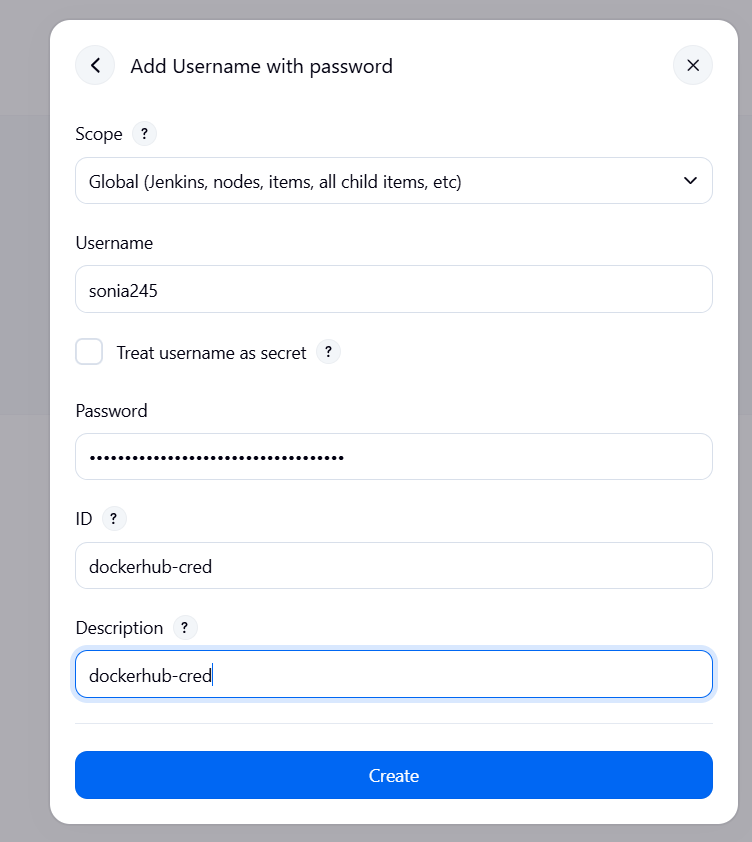 Add Username with password
Scope ?
Global (Jenkins, nodes, items, all child items, etc)
Username
sonia245
Treat username as secret ?
Password
••••••••••••••••••••••••••••••••••••
ID ?
dockerhub-cred
Description ?
dockerhub-cred
Create